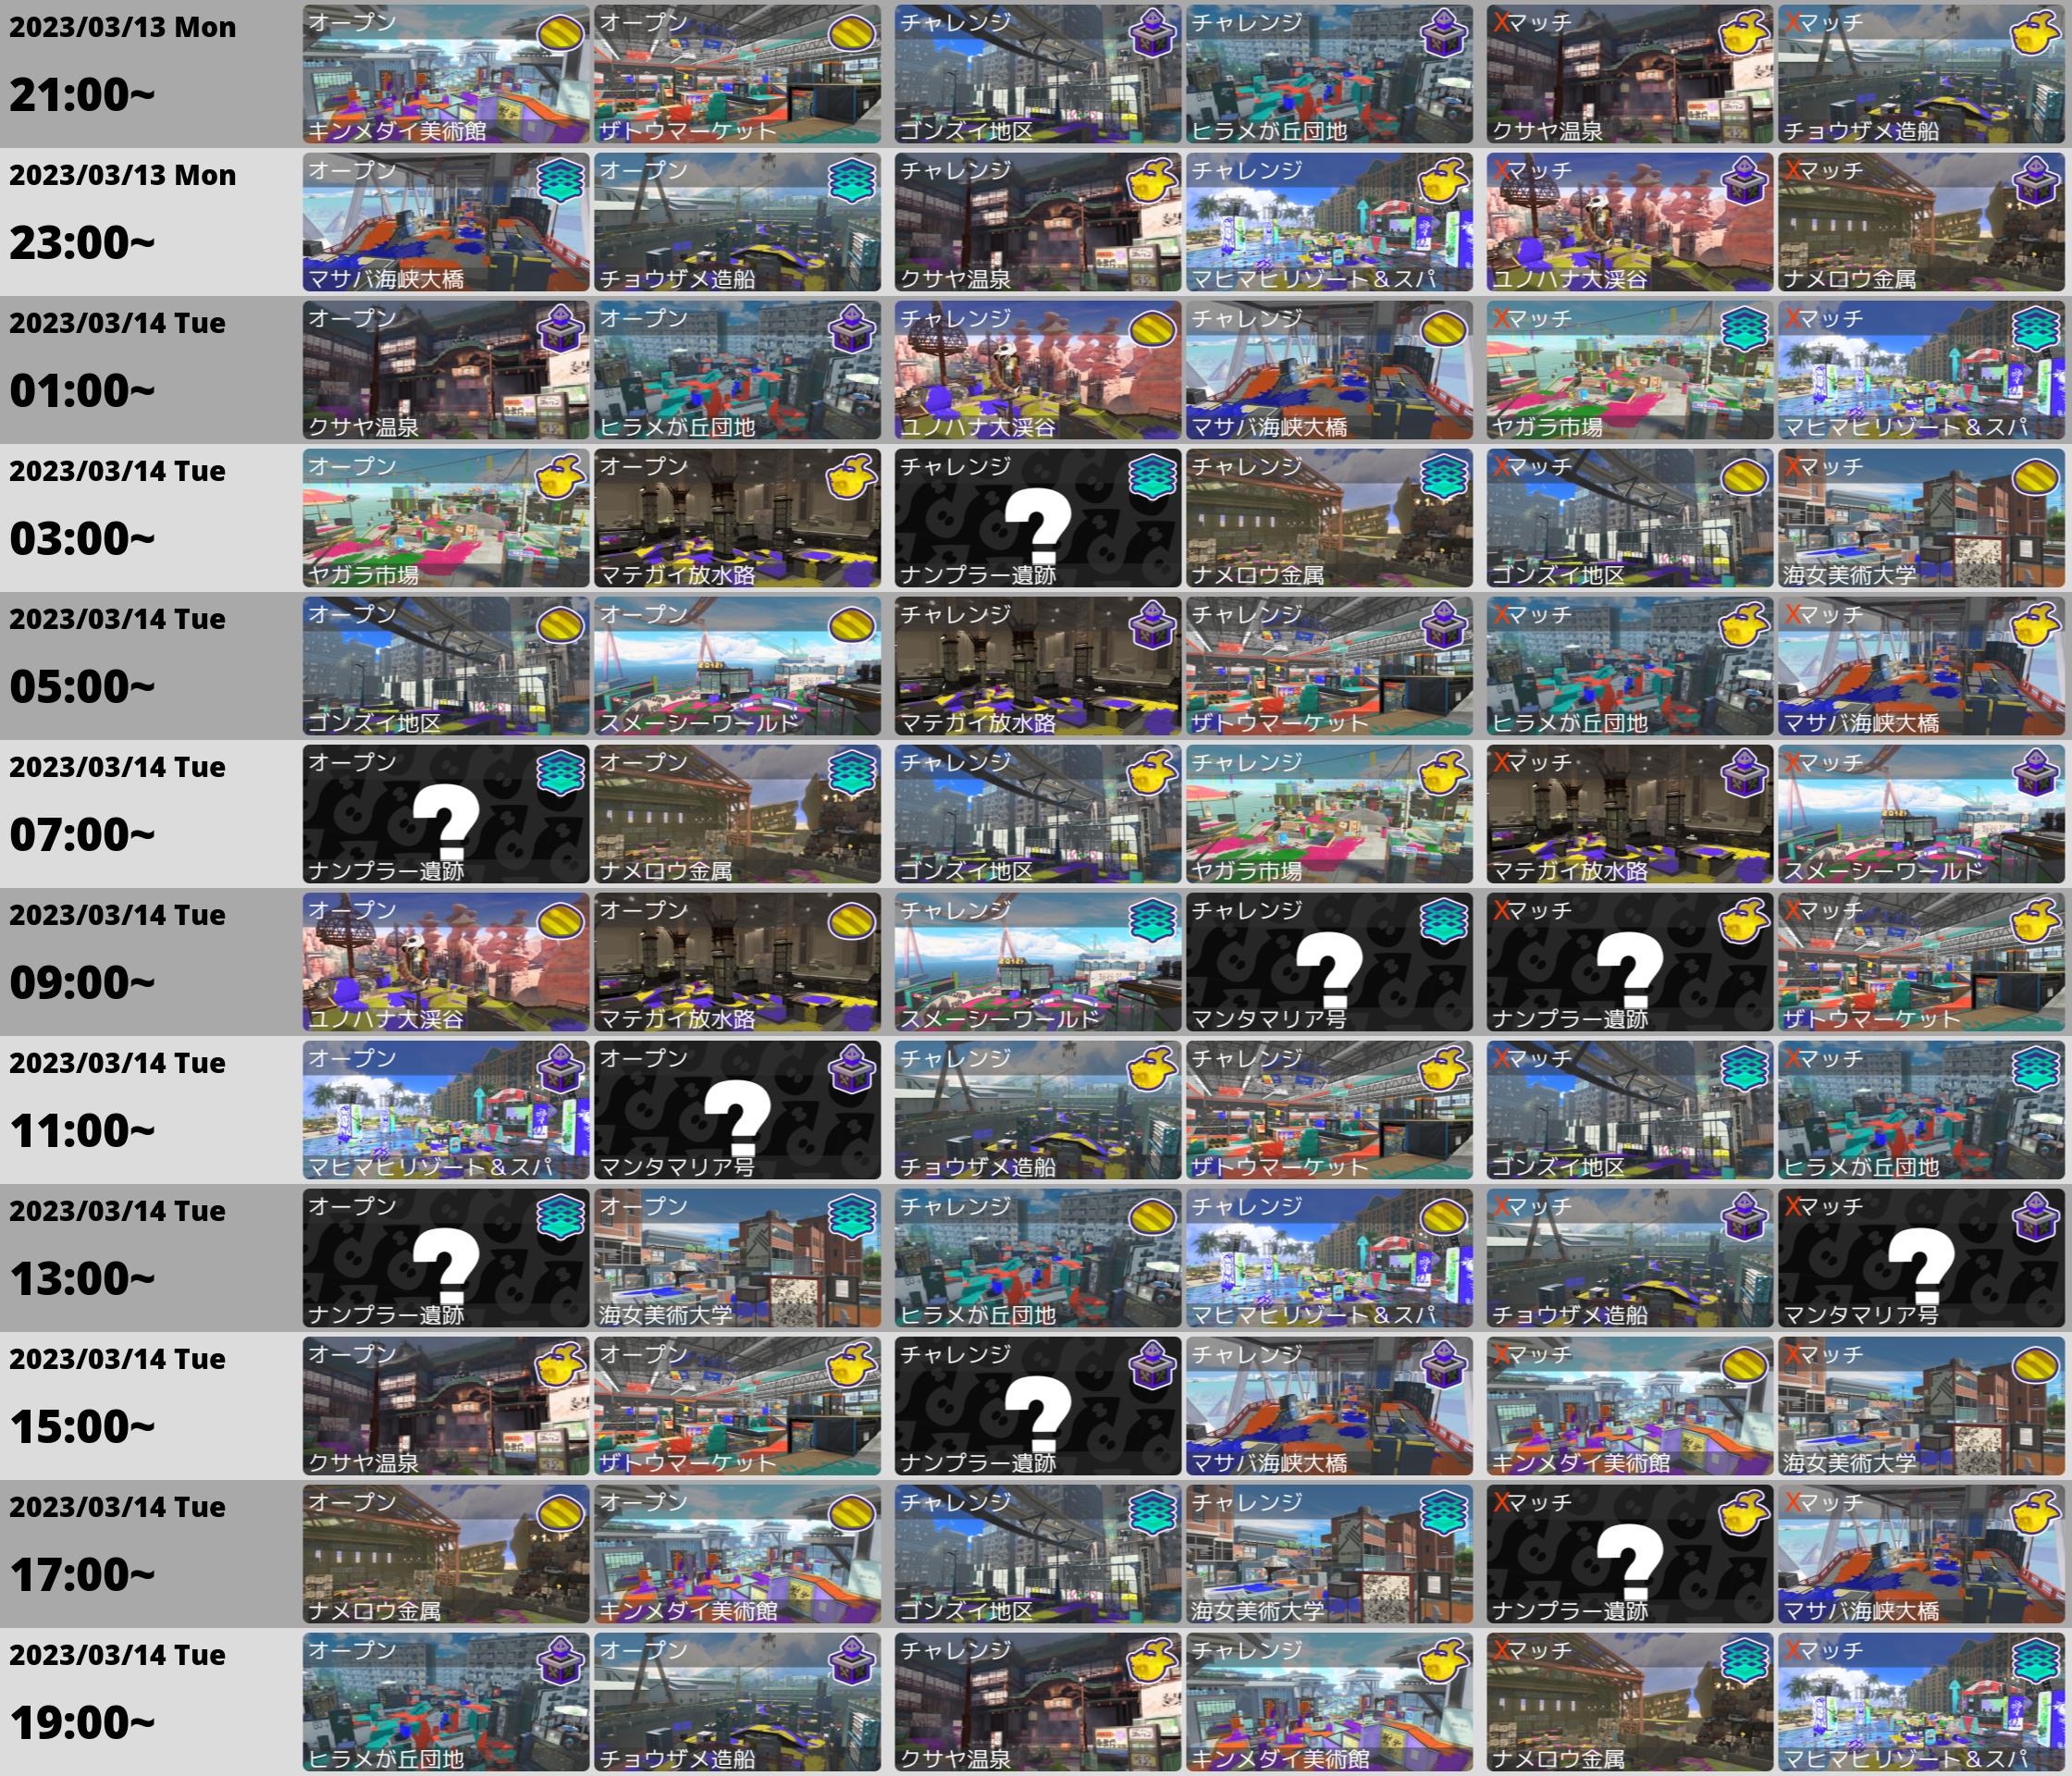 2023/03/13 Mon
21:00~
オープン
キンメダイ美術館
オープン
ザトウマーケット
チャレンジ
ゴンズイ地区
チャレンジ
ヒラメが丘団地
Xマッチ
クサヤ温泉
Xマッチ
チョウザメ造船
2023/03/13 Mon
23:00~
オープン
マサバ海峡大橋
オープン
チョウザメ造船
チャレンジ
クサヤ温泉
チャレンジ
マヒマヒリゾート＆スパ
Xマッチ
ユノハナ大渓谷
Xマッチ
ナメロウ金属
2023/03/14 Tue
01:00~
オープン
クサヤ温泉
オープン
ヒラメが丘団地
チャレンジ
ユノハナ大渓谷
チャレンジ
マサバ海峡大橋
Xマッチ
ヤガラ市場
Xマッチ
マヒマヒリゾート＆スパ
2023/03/14 Tue
03:00~
オープン
ヤガラ市場
オープン
マテガイ放水路
チャレンジ
?
ナンプラー遺跡
チャレンジ
ナメロウ金属
Xマッチ
ゴンズイ地区
Xマッチ
海女美術大学
2023/03/14 Tue
05:00~
オープン
ゴンズイ地区
オープン
スメーシーワールド
チャレンジ
マテガイ放水路
チャレンジ
ザトウマーケット
Xマッチ
ヒラメが丘団地
Xマッチ
マサバ海峡大橋
2023/03/14 Tue
07:00~
オープン
?
ナンプラー遺跡
オープン
ナメロウ金属
チャレンジ
ゴンズイ地区
チャレンジ
ヤガラ市場
Xマッチ
マテガイ放水路
Xマッチ
スメーシーワールド
2023/03/14 Tue
09:00~
オープン
ユノハナ大渓谷
オープン
マテガイ放水路
チャレンジ
スメーシーワールド
チャレンジ
?
マンタマリア号
Xマッチ
?
ナンプラー遺跡
Xマッチ
ザトウマーケット
2023/03/14 Tue
11:00~
オープン
マヒマヒリゾート＆スパ
オープン
?
マンタマリア号
チャレンジ
チョウザメ造船
チャレンジ
ザトウマーケット
Xマッチ
ゴンズイ地区
Xマッチ
ヒラメが丘団地
2023/03/14 Tue
13:00~
オープン
?
ナンプラー遺跡
オープン
海女美術大学
チャレンジ
ヒラメが丘団地
チャレンジ
マヒマヒリゾート＆スパ
Xマッチ
チョウザメ造船
Xマッチ
?
マンタマリア号
2023/03/14 Tue
15:00~
オープン
クサヤ温泉
オープン
ザトウマーケット
チャレンジ
?
ナンプラー遺跡
チャレンジ
マサバ海峡大橋
Xマッチ
キンメダイ美術館
Xマッチ
海女美術大学
2023/03/14 Tue
17:00~
オープン
ナメロウ金属
オープン
キンメダイ美術館
チャレンジ
ゴンズイ地区
チャレンジ
海女美術大学
Xマッチ
?
ナンプラー遺跡
Xマッチ
マサバ海峡大橋
2023/03/14 Tue
19:00~
オープン
ヒラメが丘団地
オープン
チョウザメ造船
チャレンジ
クサヤ温泉
チャレンジ
キンメダイ美術館
Xマッチ
ナメロウ金属
Xマッチ
マヒマヒリゾート＆スパ